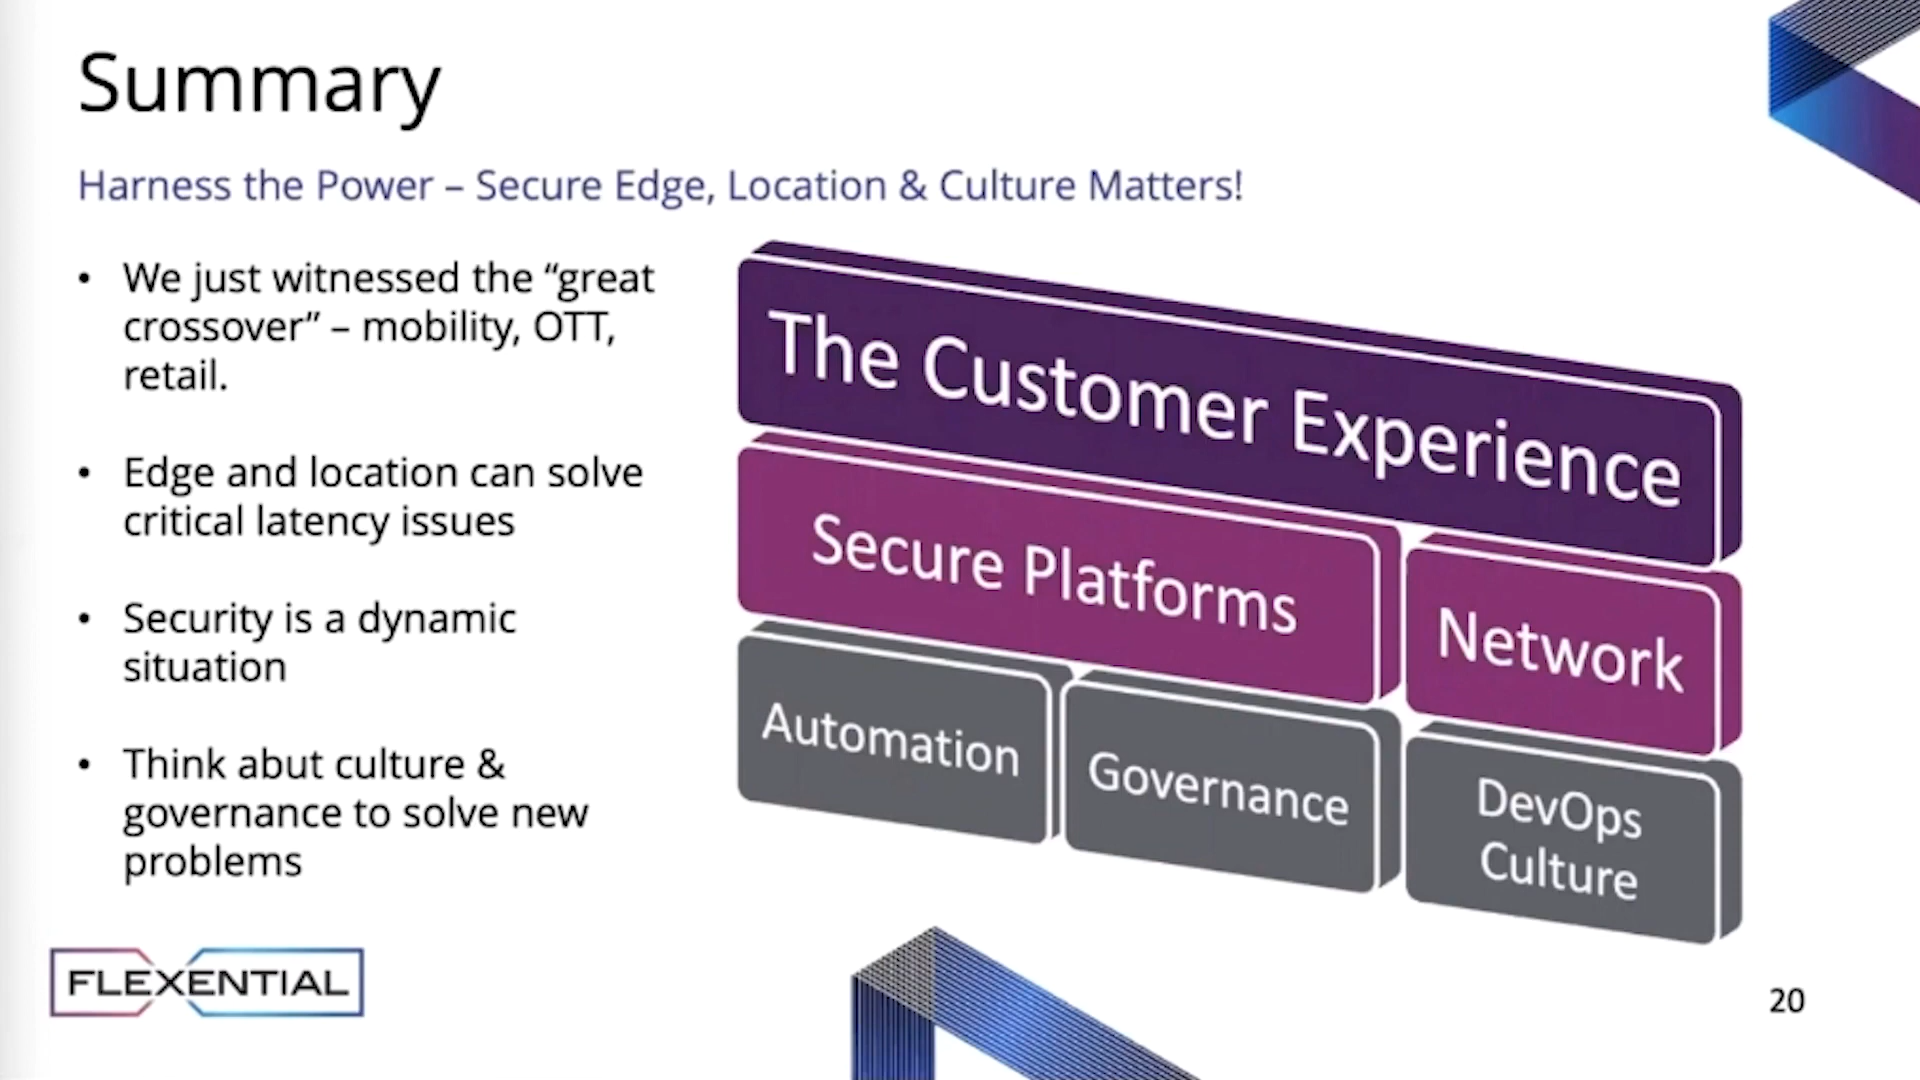 Summary
Harness the Power – Secure Edge, Location & Culture Matters!
• We just witnessed the “great
crossover” – mobility, OTT,
retail.
• Edge and location can solve
critical latency issues
• Security is a dynamic
situation
• Think abut culture &
governance to solve new
problems
The Customer Experience
Secure Platforms
Network
Automation
Governance
DevOps
Culture
FLEXENTIAL
20